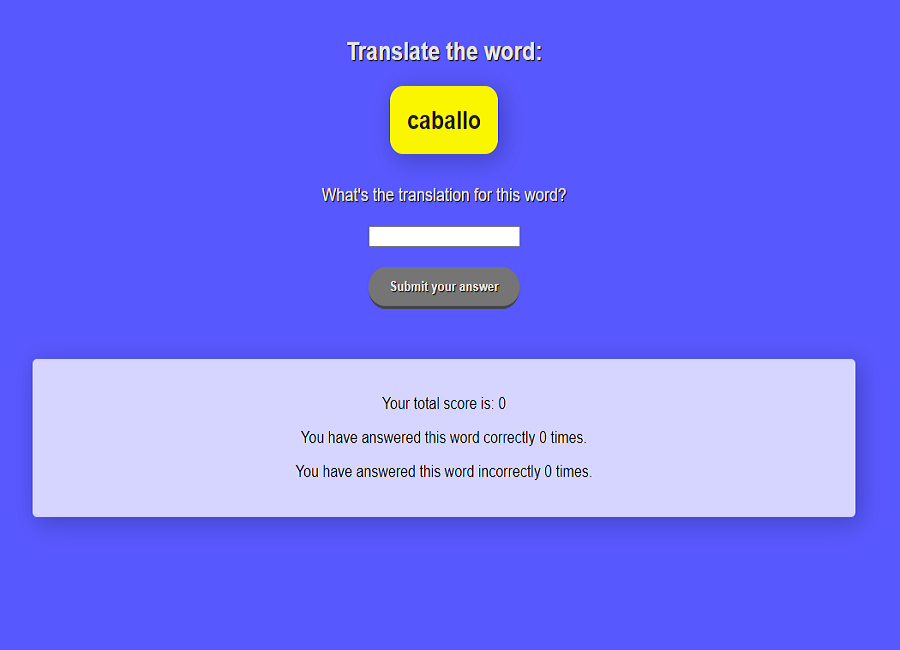 Translate the word:
caballo
What's the translation for this word?
Submit your answer
Your total score is: 0
You have answered this word correctly 0 times.
You have answered this word incorrectly 0 times.